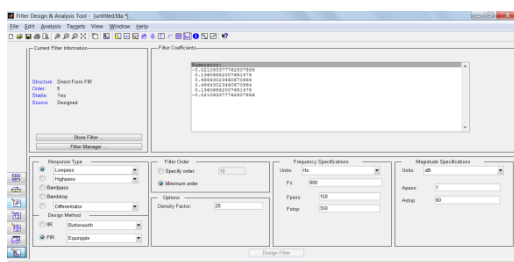 Filter Design & Analysis Tool - [untitled.fda *]
File Edit Analysis Targets View Window Help
Current Filter Information
Structure: Direct-Form FIR
Order: 5
Stable: Yes
Source: Designed
Store Filter ...
Filter Manager ...
Filter Coefficients
Numerator:
Response Type
Lowpass
Highpass
Bandpass
Bandstop
Differentiator
Design Method
IIR Butterworth
FIR Equiripple
Filter Order
Specify order: 10
Minimum order
Options
Density Factor: 20
Frequency Specifications
Units: Hz
Fs: 900
Fpass: 150
Fstop: 350
Magnitude Specifications
Units: dB
Apass: 1
Astop:
Design Filter